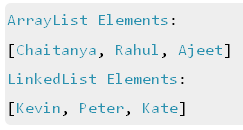 ArrayList Elements:
[Chaitanya, Rahul, Ajeet]
LinkedList Elements:
[Kevin, Peter, Kate]